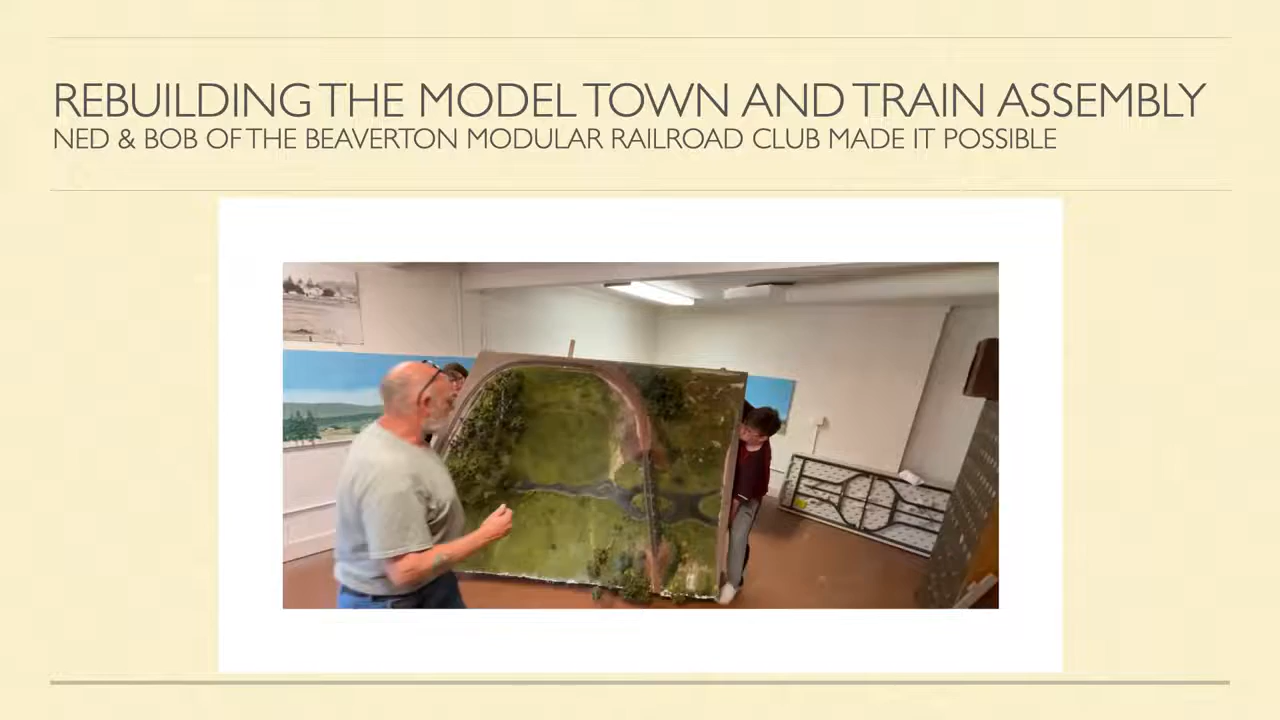 REBUILDING THE MODEL TOWN AND TRAIN ASSEMBLY
NED & BOB OF THE BEAVERTON MODULAR RAILROAD CLUB MADE IT POSSIBLE